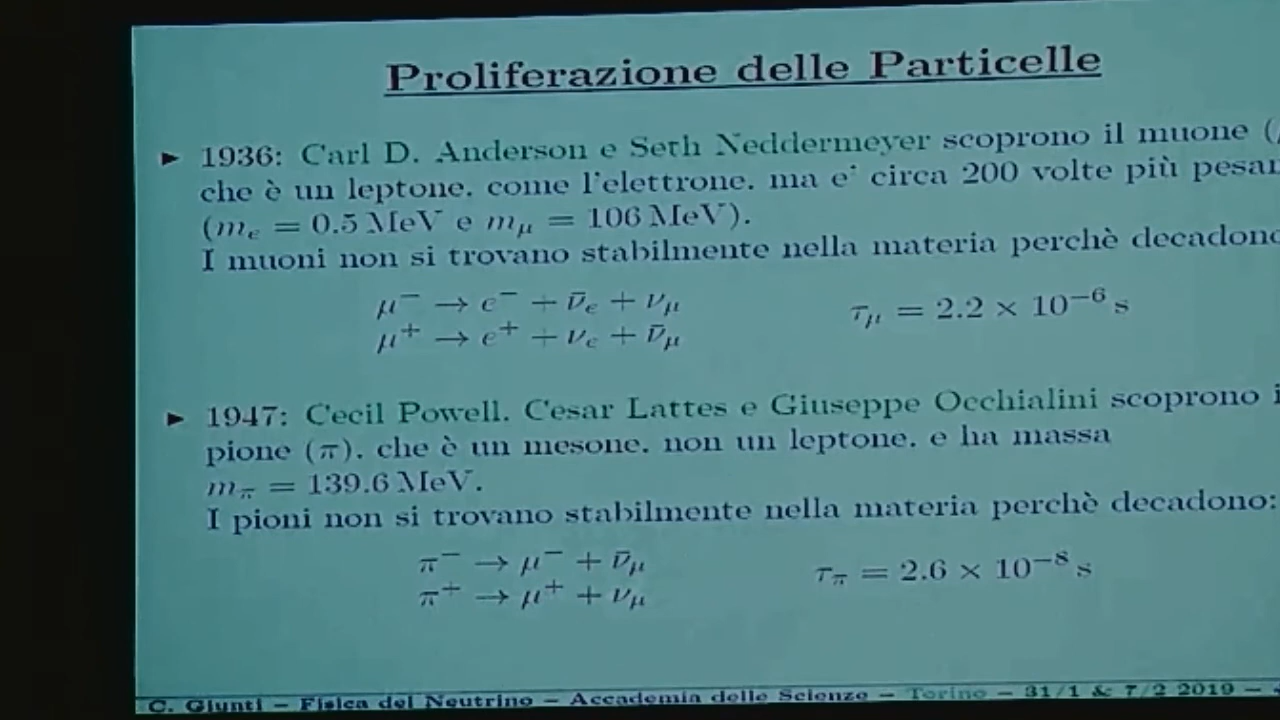 Proliferazione delle Particelle
► 1936: Carl D. Anderson e Seth Neddermeyer scoprono il muone (
che è un leptone, come l'elettrone, ma e' circa 200 volte più pesan
(mₑ = 0.5 MeV e m_μ = 106 MeV).
I muoni non si trovano stabilmente nella materia perchè decadono
μ⁻ → e⁻ + ν̄ₑ + ν_μ τ_μ = 2.2 × 10⁻⁶ s
μ⁺ → e⁺ + νₑ + ν̄_μ
► 1947: Cecil Powell, Cesar Lattes e Giuseppe Occhialini scoprono i
pione (π), che è un mesone, non un leptone, e ha massa
m_π = 139.6 MeV.
I pioni non si trovano stabilmente nella materia perchè decadono:
π⁻ → μ⁻ + ν̄_μ τ_π = 2.6 × 10⁻⁸ s
π⁺ → μ⁺ + ν_μ
C. Giunti – Fisica del Neutrino – Accademia delle Scienze – Torino – 31/1 & 7/2 2019 –